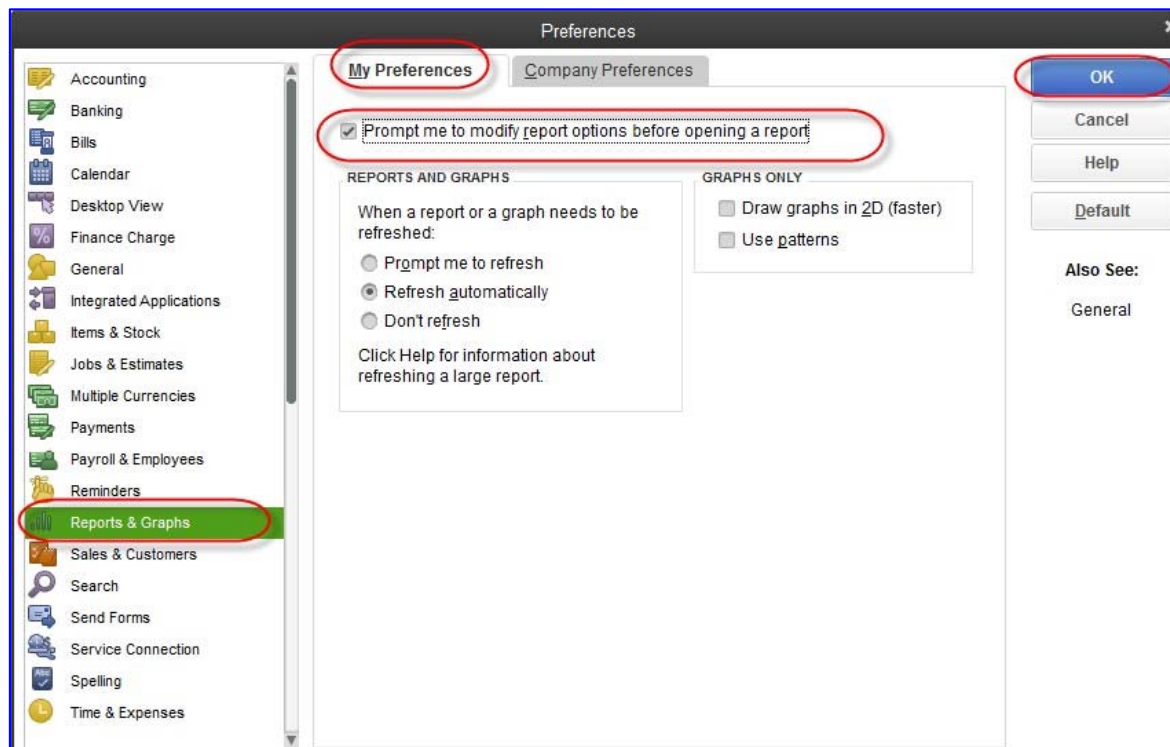 Preferences
Accounting
Banking
Bills
Calendar
Desktop View
Finance Charge
General
Integrated Applications
Items & Stock
Jobs & Estimates
Multiple Currencies
Payments
Payroll & Employees
Reminders
Reports & Graphs
Sales & Customers
Search
Send Forms
Service Connection
Spelling
Time & Expenses
My Preferences
Company Preferences
Prompt me to modify report options before opening a report
REPORTS AND GRAPHS
When a report or a graph needs to be
refreshed:
Prompt me to refresh
Refresh automatically
Don't refresh
Click Help for information about
refreshing a large report.
GRAPHS ONLY
Draw graphs in 2D (faster)
Use patterns
OK
Cancel
Help
Default
Also See:
General